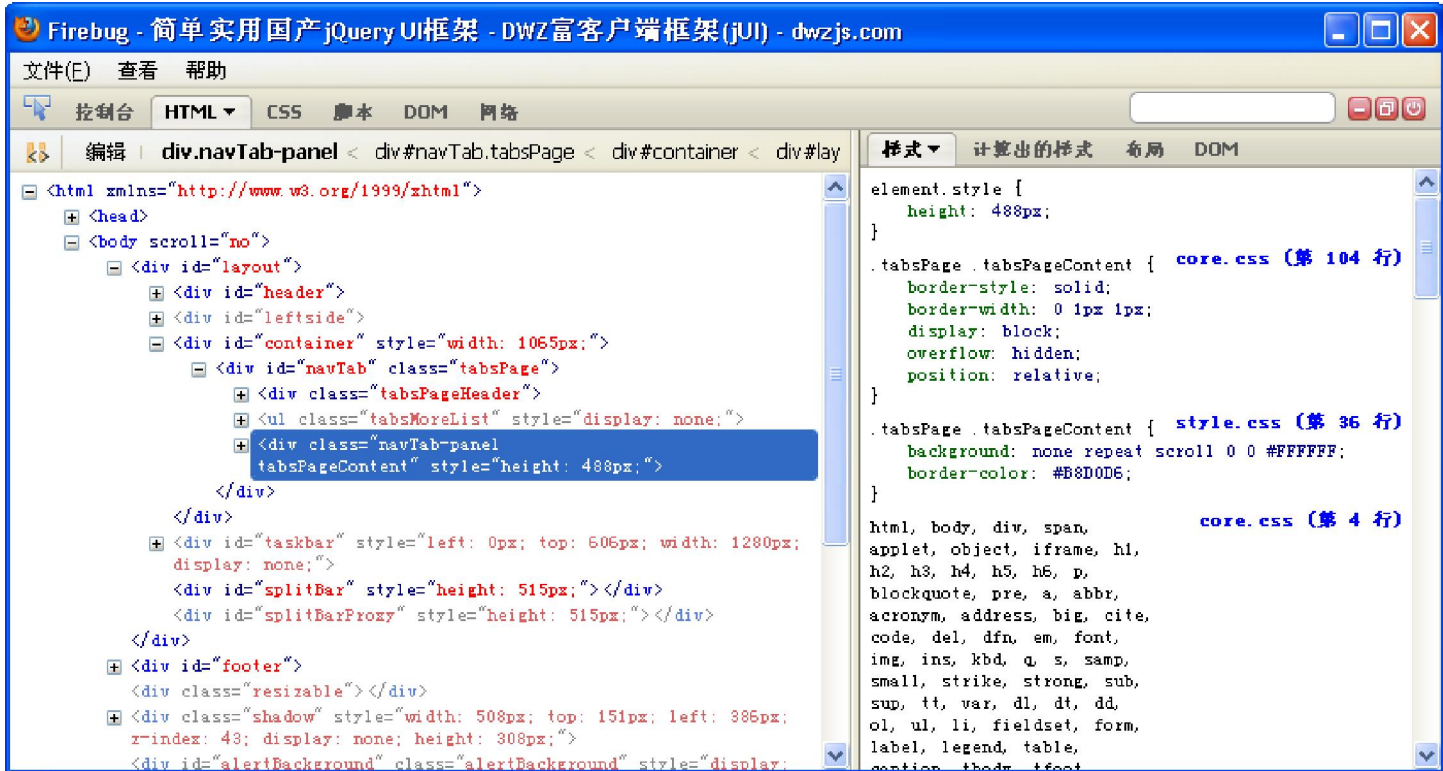 Firebug - 简单实用国产jQuery UI框架 - DWZ富客户端框架(jUI) - dwzjs.com
文件(F) 查看 帮助
控制台 HTML CSS 脚本 DOM 网络
编辑 div.navTab-panel < div#navTab.tabsPage < div#container < div#lay
<html xmlns="http://www.w3.org/1999/xhtml">
<head>
<body scroll="no">
<div id="layout">
<div id="header">
<div id="leftside">
<div id="container" style="width: 1065px;">
<div id="navTab" class="tabsPage">
<div class="tabsPageHeader">
<ul class="tabsMoreList" style="display: none;">
<div class="navTab-panel
tabsPageContent" style="height: 488px;">
</div>
</div>
<div id="taskbar" style="left: 0px; top: 606px; width: 1280px;
display: none;">
<div id="splitBar" style="height: 515px;"></div>
<div id="splitBarProxy" style="height: 515px;"></div>
</div>
<div id="footer">
<div class="resizable"></div>
<div class="shadow" style="width: 508px; top: 151px; left: 386px;
z-index: 43; display: none; height: 308px;">
<div id="alertBackground" class="alertBackground" style="display:
样式 计算出的样式 布局 DOM
element.style {
height: 488px;
}
.tabsPage .tabsPageContent { core.css (第 104 行)
border-style: solid;
border-width: 0 1px 1px;
display: block;
overflow: hidden;
position: relative;
}
.tabsPage .tabsPageContent { style.css (第 36 行)
background: none repeat scroll 0 0 #FFFFFF;
border-color: #B8D0D6;
}
html, body, div, span, core.css (第 4 行)
applet, object, iframe, h1,
h2, h3, h4, h5, h6, p,
blockquote, pre, a, abbr,
acronym, address, big, cite,
code, del, dfn, em, font,
img, ins, kbd, q, s, samp,
small, strike, strong, sub,
sup, tt, var, dl, dt, dd,
ol, ul, li, fieldset, form,
label, legend, table,
caption, tbody, tfoot